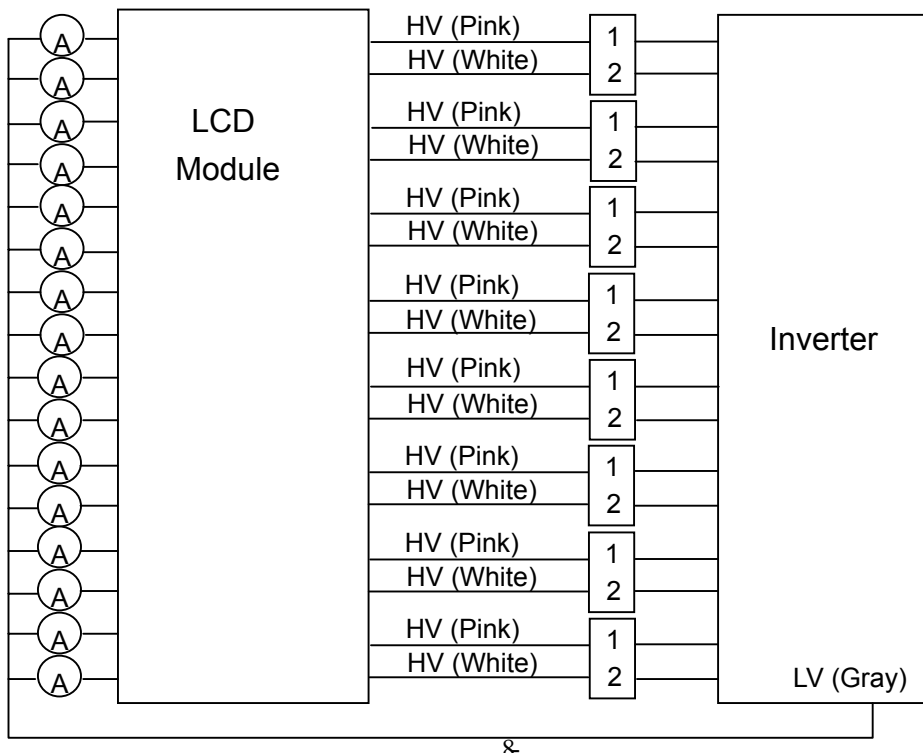 A
HV (Pink)
1
A
HV (White)
2
A
LCD
HV (Pink)
1
A
Module
HV (White)
2
A
HV (Pink)
1
A
HV (White)
2
A
HV (Pink)
1
A
HV (White)
2
Inverter
A
HV (Pink)
1
A
HV (White)
2
A
HV (Pink)
1
A
HV (White)
2
A
HV (Pink)
1
A
HV (White)
2
A
HV (Pink)
1
A
HV (White)
2
LV (Gray)
&